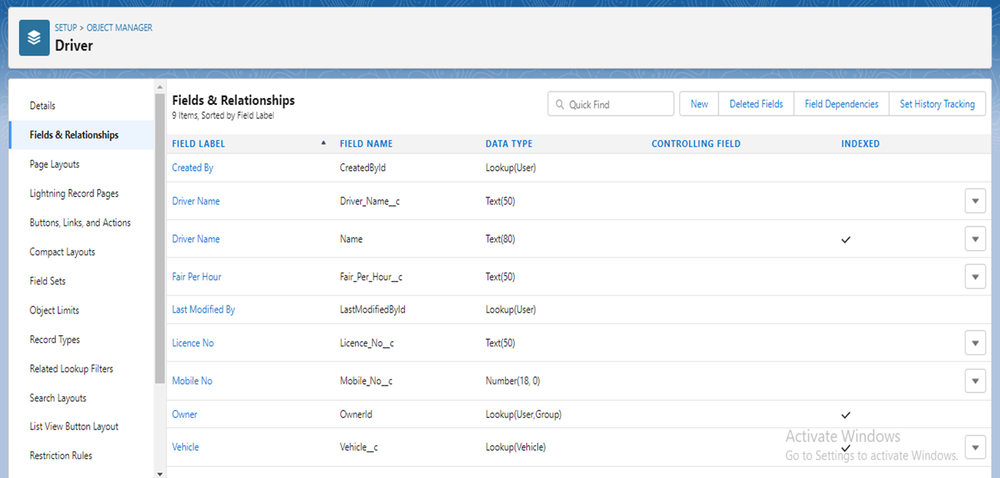 SETUP > OBJECT MANAGER
Driver
Details
Fields & Relationships
Page Layouts
Lightning Record Pages
Buttons, Links, and Actions
Compact Layouts
Field Sets
Object Limits
Record Types
Related Lookup Filters
Search Layouts
List View Button Layout
Restriction Rules
Fields & Relationships
9 Items, Sorted by Field Label
Quick Find
New
Deleted Fields
Field Dependencies
Set History Tracking
FIELD LABEL FIELD NAME DATA TYPE CONTROLLING FIELD INDEXED
Created By CreatedById Lookup(User)
Driver Name Driver_Name__c Text(50)
Driver Name Name Text(80)
Fair Per Hour Fair_Per_Hour__c Text(50)
Last Modified By LastModifiedById Lookup(User)
Licence No Licence_No__c Text(50)
Mobile No Mobile_No__c Number(18, 0)
Owner OwnerId Lookup(User,Group)
Vehicle Vehicle__c Lookup(Vehicle)
Activate Windows
Go to Settings to activate Windows.